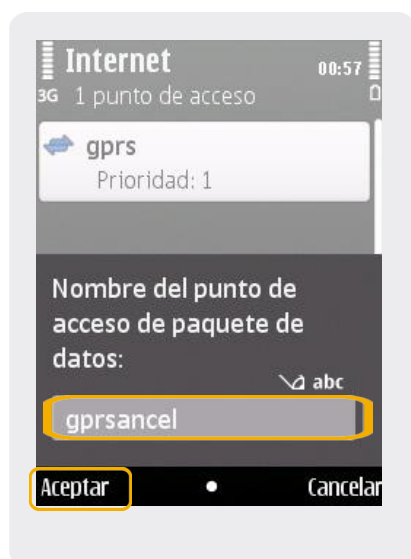 Internet
00:57
3G 1 punto de acceso
gprs
Prioridad: 1
Nombre del punto de
acceso de paquete de
datos:
abc
gprsancel
Aceptar
Cancelar